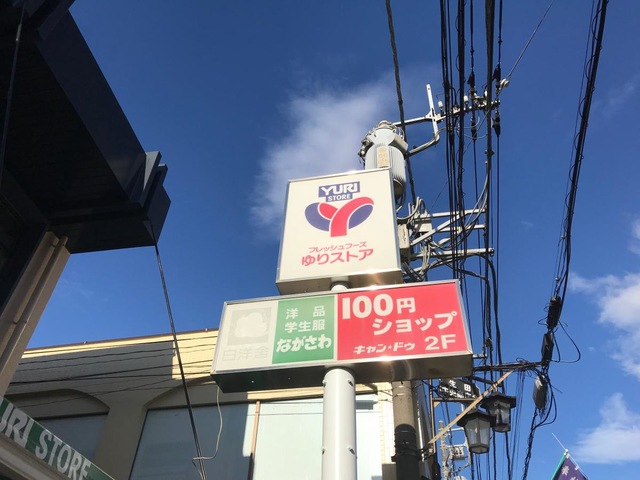 YURI
STORE
フレッシュフーズ
ゆりストア
白洋舍
洋品
学生服
ながさわ
100円
ショップ
キャン・ドゥ 2F
YURI STORE